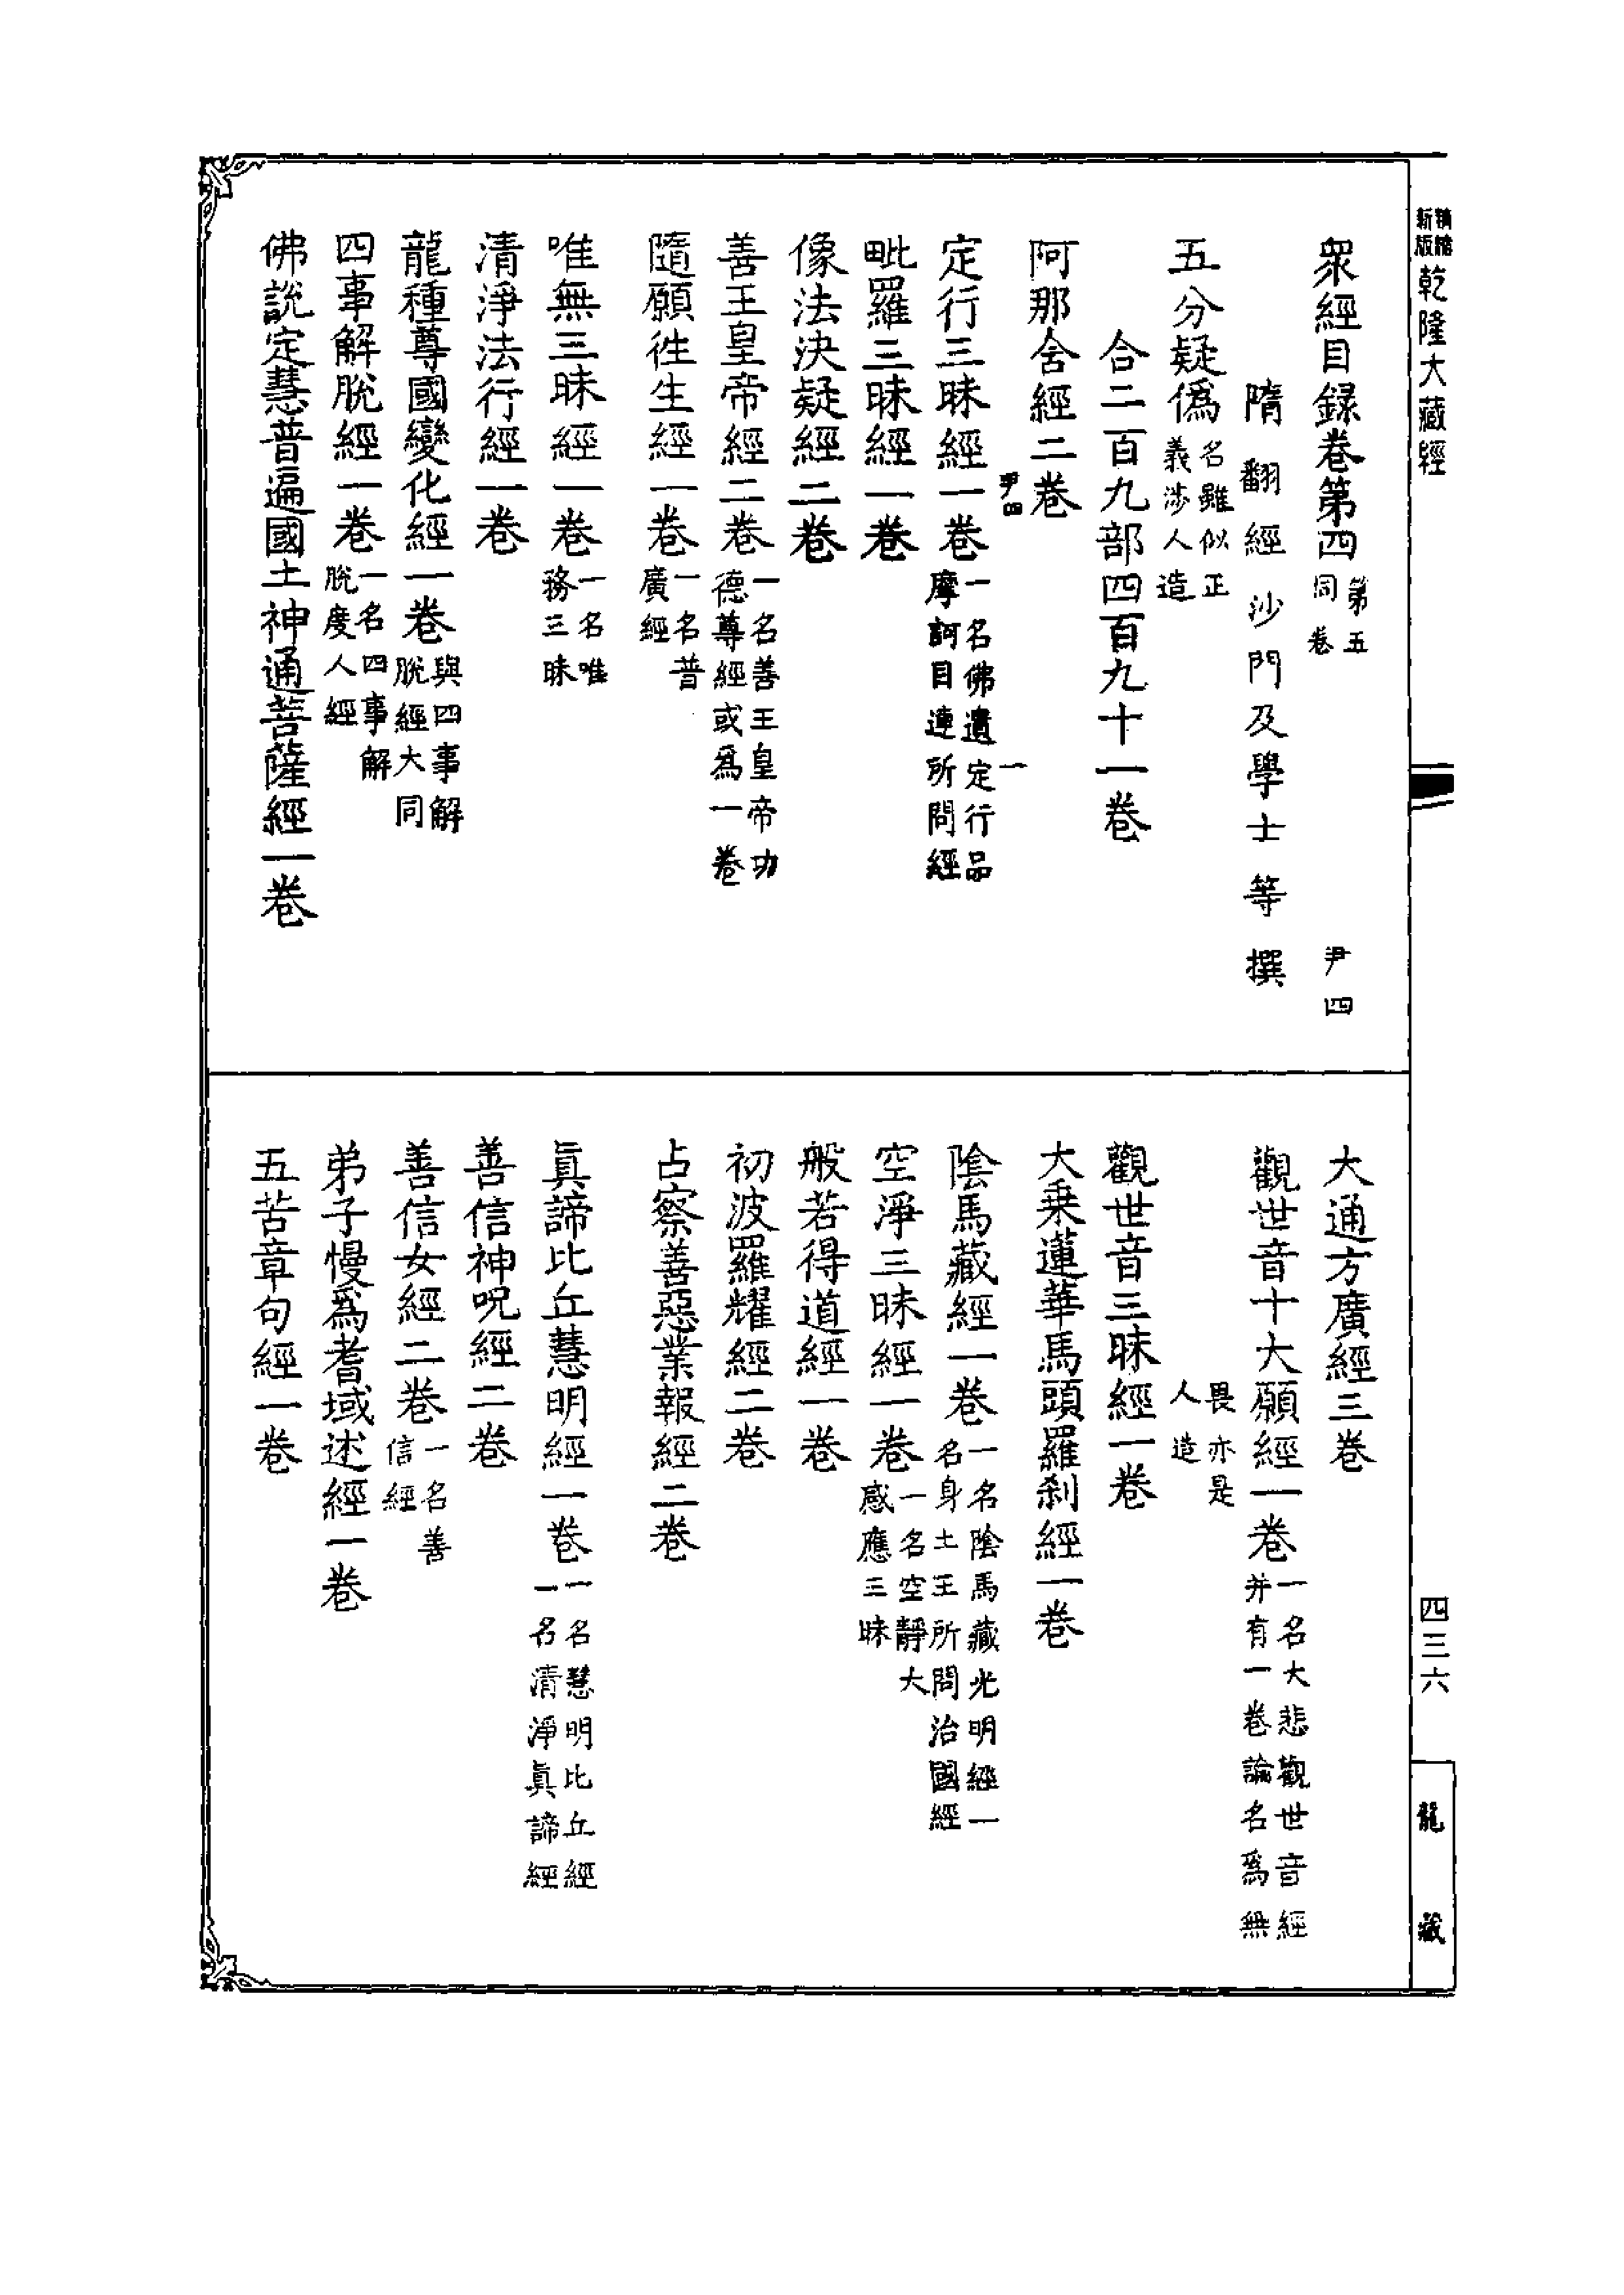 新版
精縮
乾隆大藏經
四三六
龍藏
衆經目録卷第四
第五
同卷
尹四
隋翻經沙門及學士等撰
五分疑僞
名雖似正
義渉人造
合二百九部四百九十一卷
阿那含經二卷
尹四
一
定行三昧經一卷
一名佛遺定行品
摩訶目連所問經
毗羅三昧經一卷
像法決疑經二卷
善王皇帝經二卷
一名善王皇帝功
德尊經或爲一卷
隨願徃生經一卷
一名普
廣經
唯無三昧經一卷
一名唯
務三昧
清淨法行經一卷
龍種尊國變化經一卷
與四事解
脫經大同
四事解脫經一卷
一名四事解
脫度人經
佛說定慧普遍國土神通菩薩經一卷
大通方廣經三卷
觀世音十大願經一卷
一名大悲觀世音經
并有一卷論名爲無
畏亦是
人造
觀世音三昧經一卷
大乗蓮華馬頭羅刹經一卷
陰馬藏經一卷
一名陰馬藏光明經一
名身土王所問治國經
空淨三昧經一卷
一名空靜大
感應三昧
般若得道經一卷
初波羅耀經二卷
占察善惡業報經二卷
眞諦比丘慧明經一卷
一名慧明比丘經
一名清淨眞諦經
善信神呪經二卷
善信女經二卷
一名善
信經
弟子慢爲耆域述經一卷
五苦章句經一卷